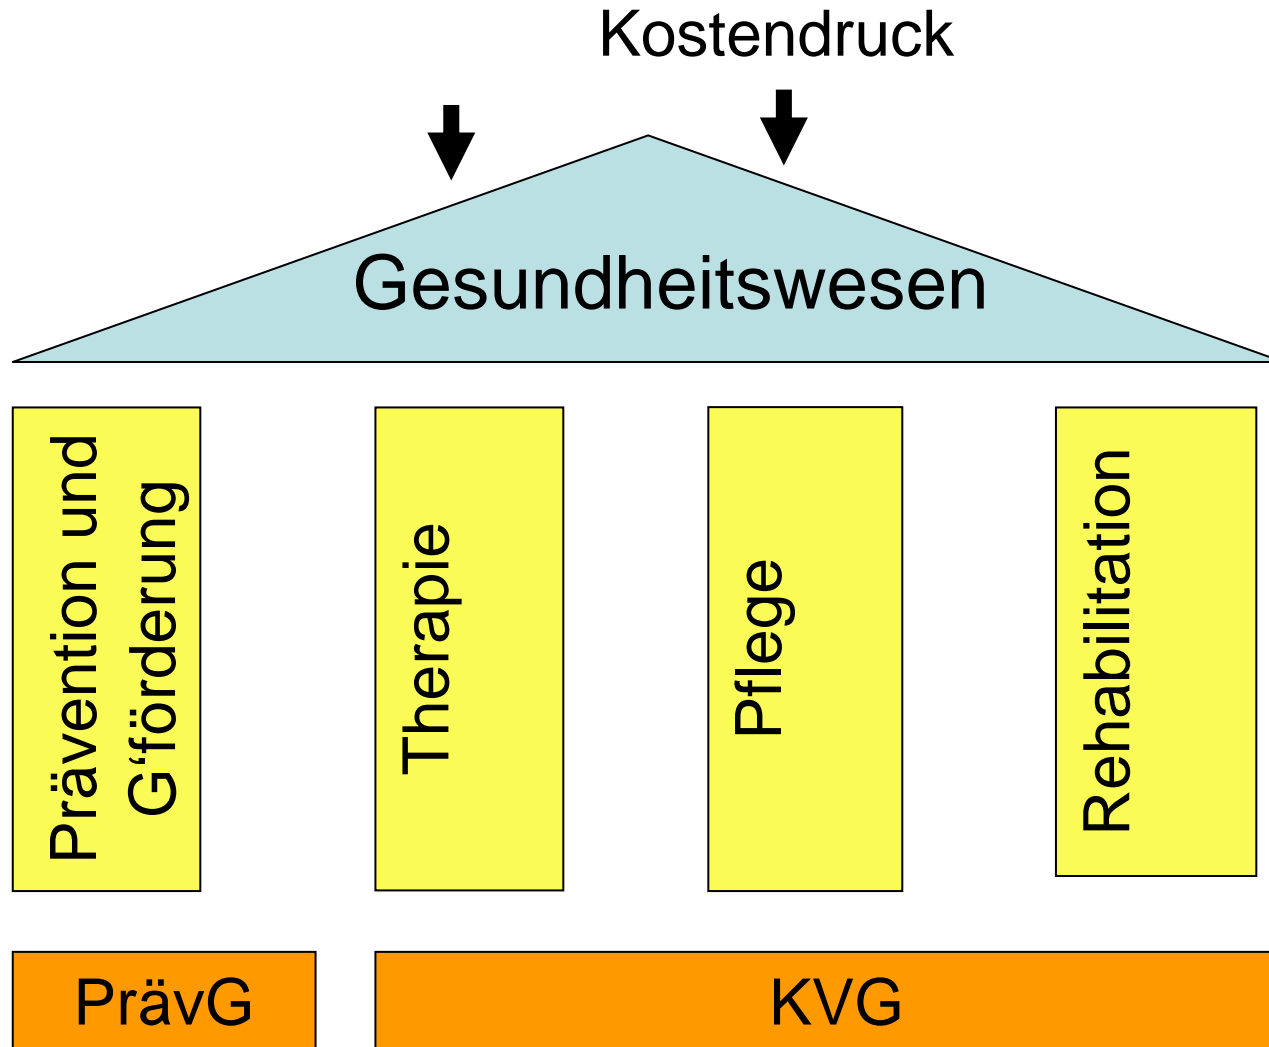 Kostendruck
Gesundheitswesen
Prävention und
G‘förderung
Therapie
Pflege
Rehabilitation
PrävG
KVG